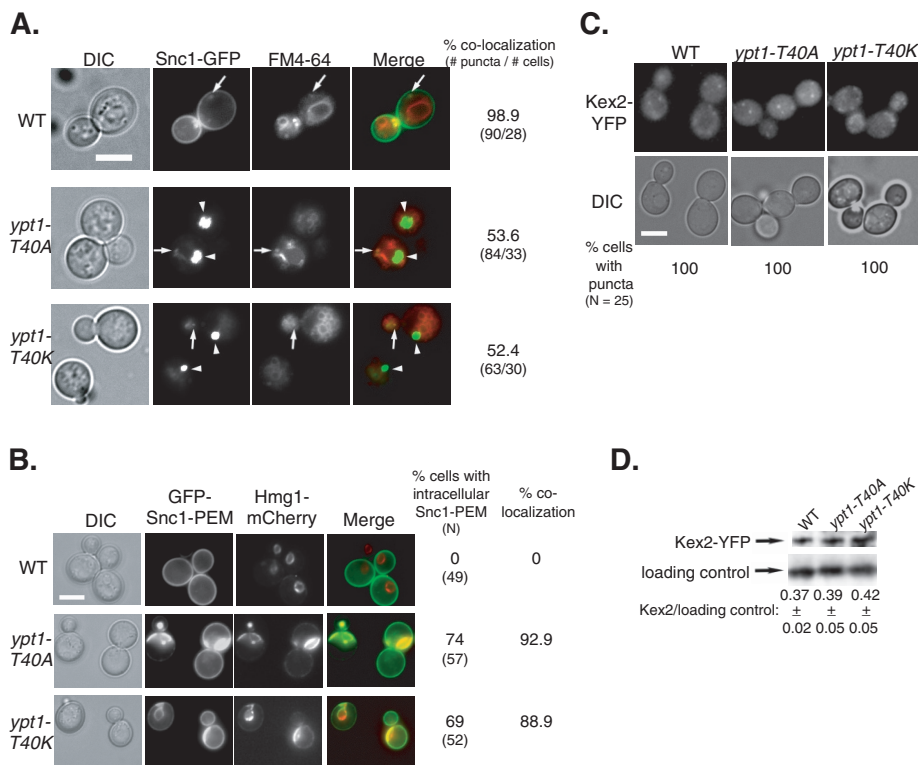 A.
DIC Snc1-GFP FM4-64 Merge % co-localization
(# puncta / # cells)
WT 98.9
(90/28)
ypt1-
T40A 53.6
(84/33)
ypt1-
T40K 52.4
(63/30)
B.
DIC GFP-
Snc1-PEM Hmg1-
mCherry Merge % cells with
intracellular
Snc1-PEM
(N) % co-
localization
WT 0
(49) 0
ypt1-
T40A 74
(57) 92.9
ypt1-
T40K 69
(52) 88.9
C.
WT ypt1-T40A ypt1-T40K
Kex2-
YFP
DIC
% cells
with
puncta
(N = 25) 100 100 100
D.
WT ypt1-T40A ypt1-T40K
Kex2-YFP
loading control
0.37 0.39 0.42
Kex2/loading control: ± ± ±
0.02 0.05 0.05